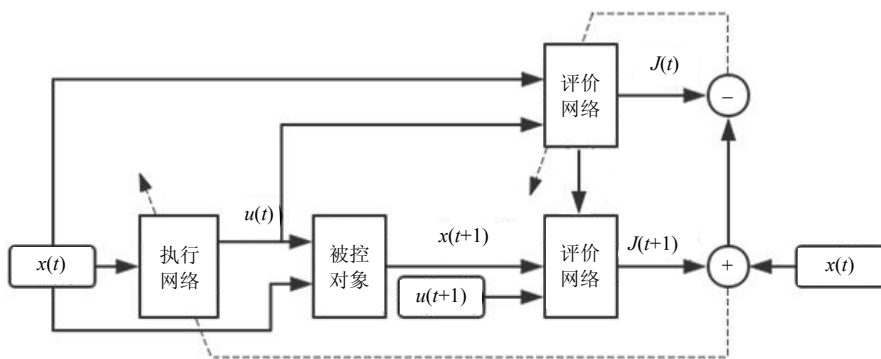 评价
网络
J(t)
−
u(t)
x(t)
执行
网络
被控
对象
x(t+1)
u(t+1)
评价
网络
J(t+1)
+
x(t)